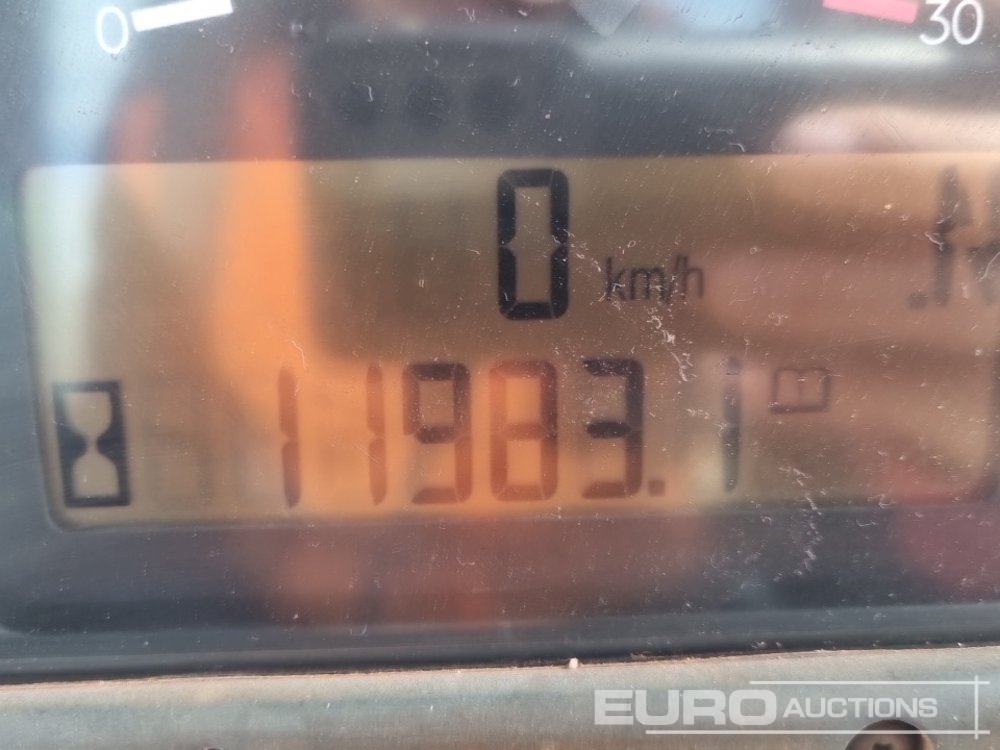 0 30
0 km/h
11983.1
EURO AUCTIONS